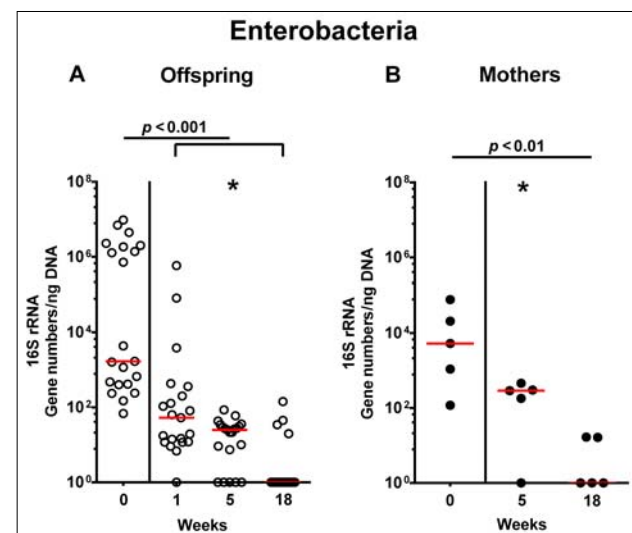 Enterobacteria
A Offspring
B Mothers
p < 0.001
p < 0.01
*
*
16S rRNA
Gene numbers/ng DNA
10⁸
10⁶
10⁴
10²
10⁰
0 1 5 18
Weeks
16S rRNA
Gene numbers/ng DNA
10⁸
10⁶
10⁴
10²
10⁰
0 5 18
Weeks